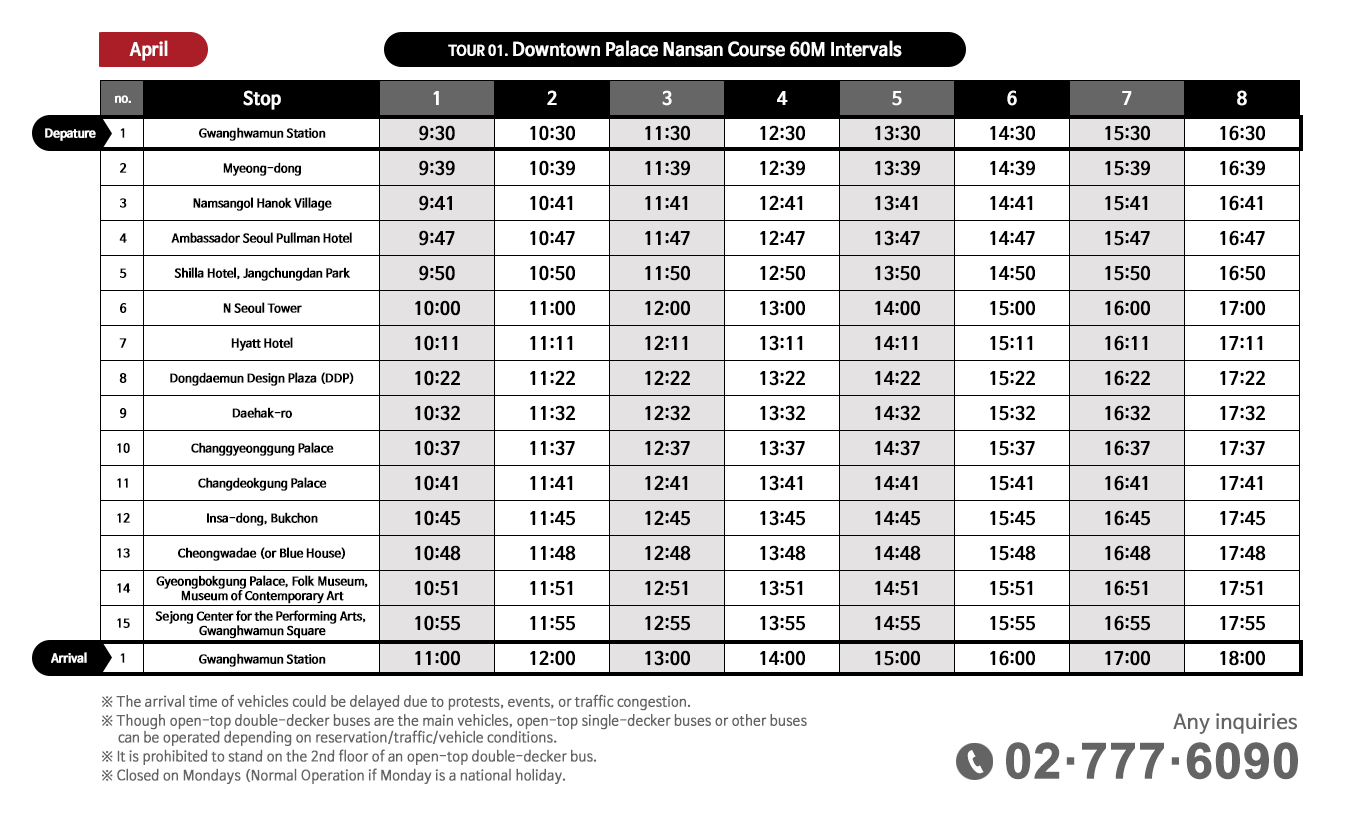 April
TOUR 01. Downtown Palace Nansan Course 60M Intervals
no. Stop 1 2 3 4 5 6 7 8
Depature 1 Gwanghwamun Station 9:30 10:30 11:30 12:30 13:30 14:30 15:30 16:30
2 Myeong-dong 9:39 10:39 11:39 12:39 13:39 14:39 15:39 16:39
3 Namsangol Hanok Village 9:41 10:41 11:41 12:41 13:41 14:41 15:41 16:41
4 Ambassador Seoul Pullman Hotel 9:47 10:47 11:47 12:47 13:47 14:47 15:47 16:47
5 Shilla Hotel, Jangchungdan Park 9:50 10:50 11:50 12:50 13:50 14:50 15:50 16:50
6 N Seoul Tower 10:00 11:00 12:00 13:00 14:00 15:00 16:00 17:00
7 Hyatt Hotel 10:11 11:11 12:11 13:11 14:11 15:11 16:11 17:11
8 Dongdaemun Design Plaza (DDP) 10:22 11:22 12:22 13:22 14:22 15:22 16:22 17:22
9 Daehak-ro 10:32 11:32 12:32 13:32 14:32 15:32 16:32 17:32
10 Changgyeonggung Palace 10:37 11:37 12:37 13:37 14:37 15:37 16:37 17:37
11 Changdeokgung Palace 10:41 11:41 12:41 13:41 14:41 15:41 16:41 17:41
12 Insa-dong, Bukchon 10:45 11:45 12:45 13:45 14:45 15:45 16:45 17:45
13 Cheongwadae (or Blue House) 10:48 11:48 12:48 13:48 14:48 15:48 16:48 17:48
14 Gyeongbokgung Palace, Folk Museum,
Museum of Contemporary Art 10:51 11:51 12:51 13:51 14:51 15:51 16:51 17:51
15 Sejong Center for the Performing Arts,
Gwanghwamun Square 10:55 11:55 12:55 13:55 14:55 15:55 16:55 17:55
Arrival 1 Gwanghwamun Station 11:00 12:00 13:00 14:00 15:00 16:00 17:00 18:00
※ The arrival time of vehicles could be delayed due to protests, events, or traffic congestion.
※ Though open-top double-decker buses are the main vehicles, open-top single-decker buses or other buses
can be operated depending on reservation/traffic/vehicle conditions.
※ It is prohibited to stand on the 2nd floor of an open-top double-decker bus.
※ Closed on Mondays (Normal Operation if Monday is a national holiday.
Any inquiries
02·777·6090